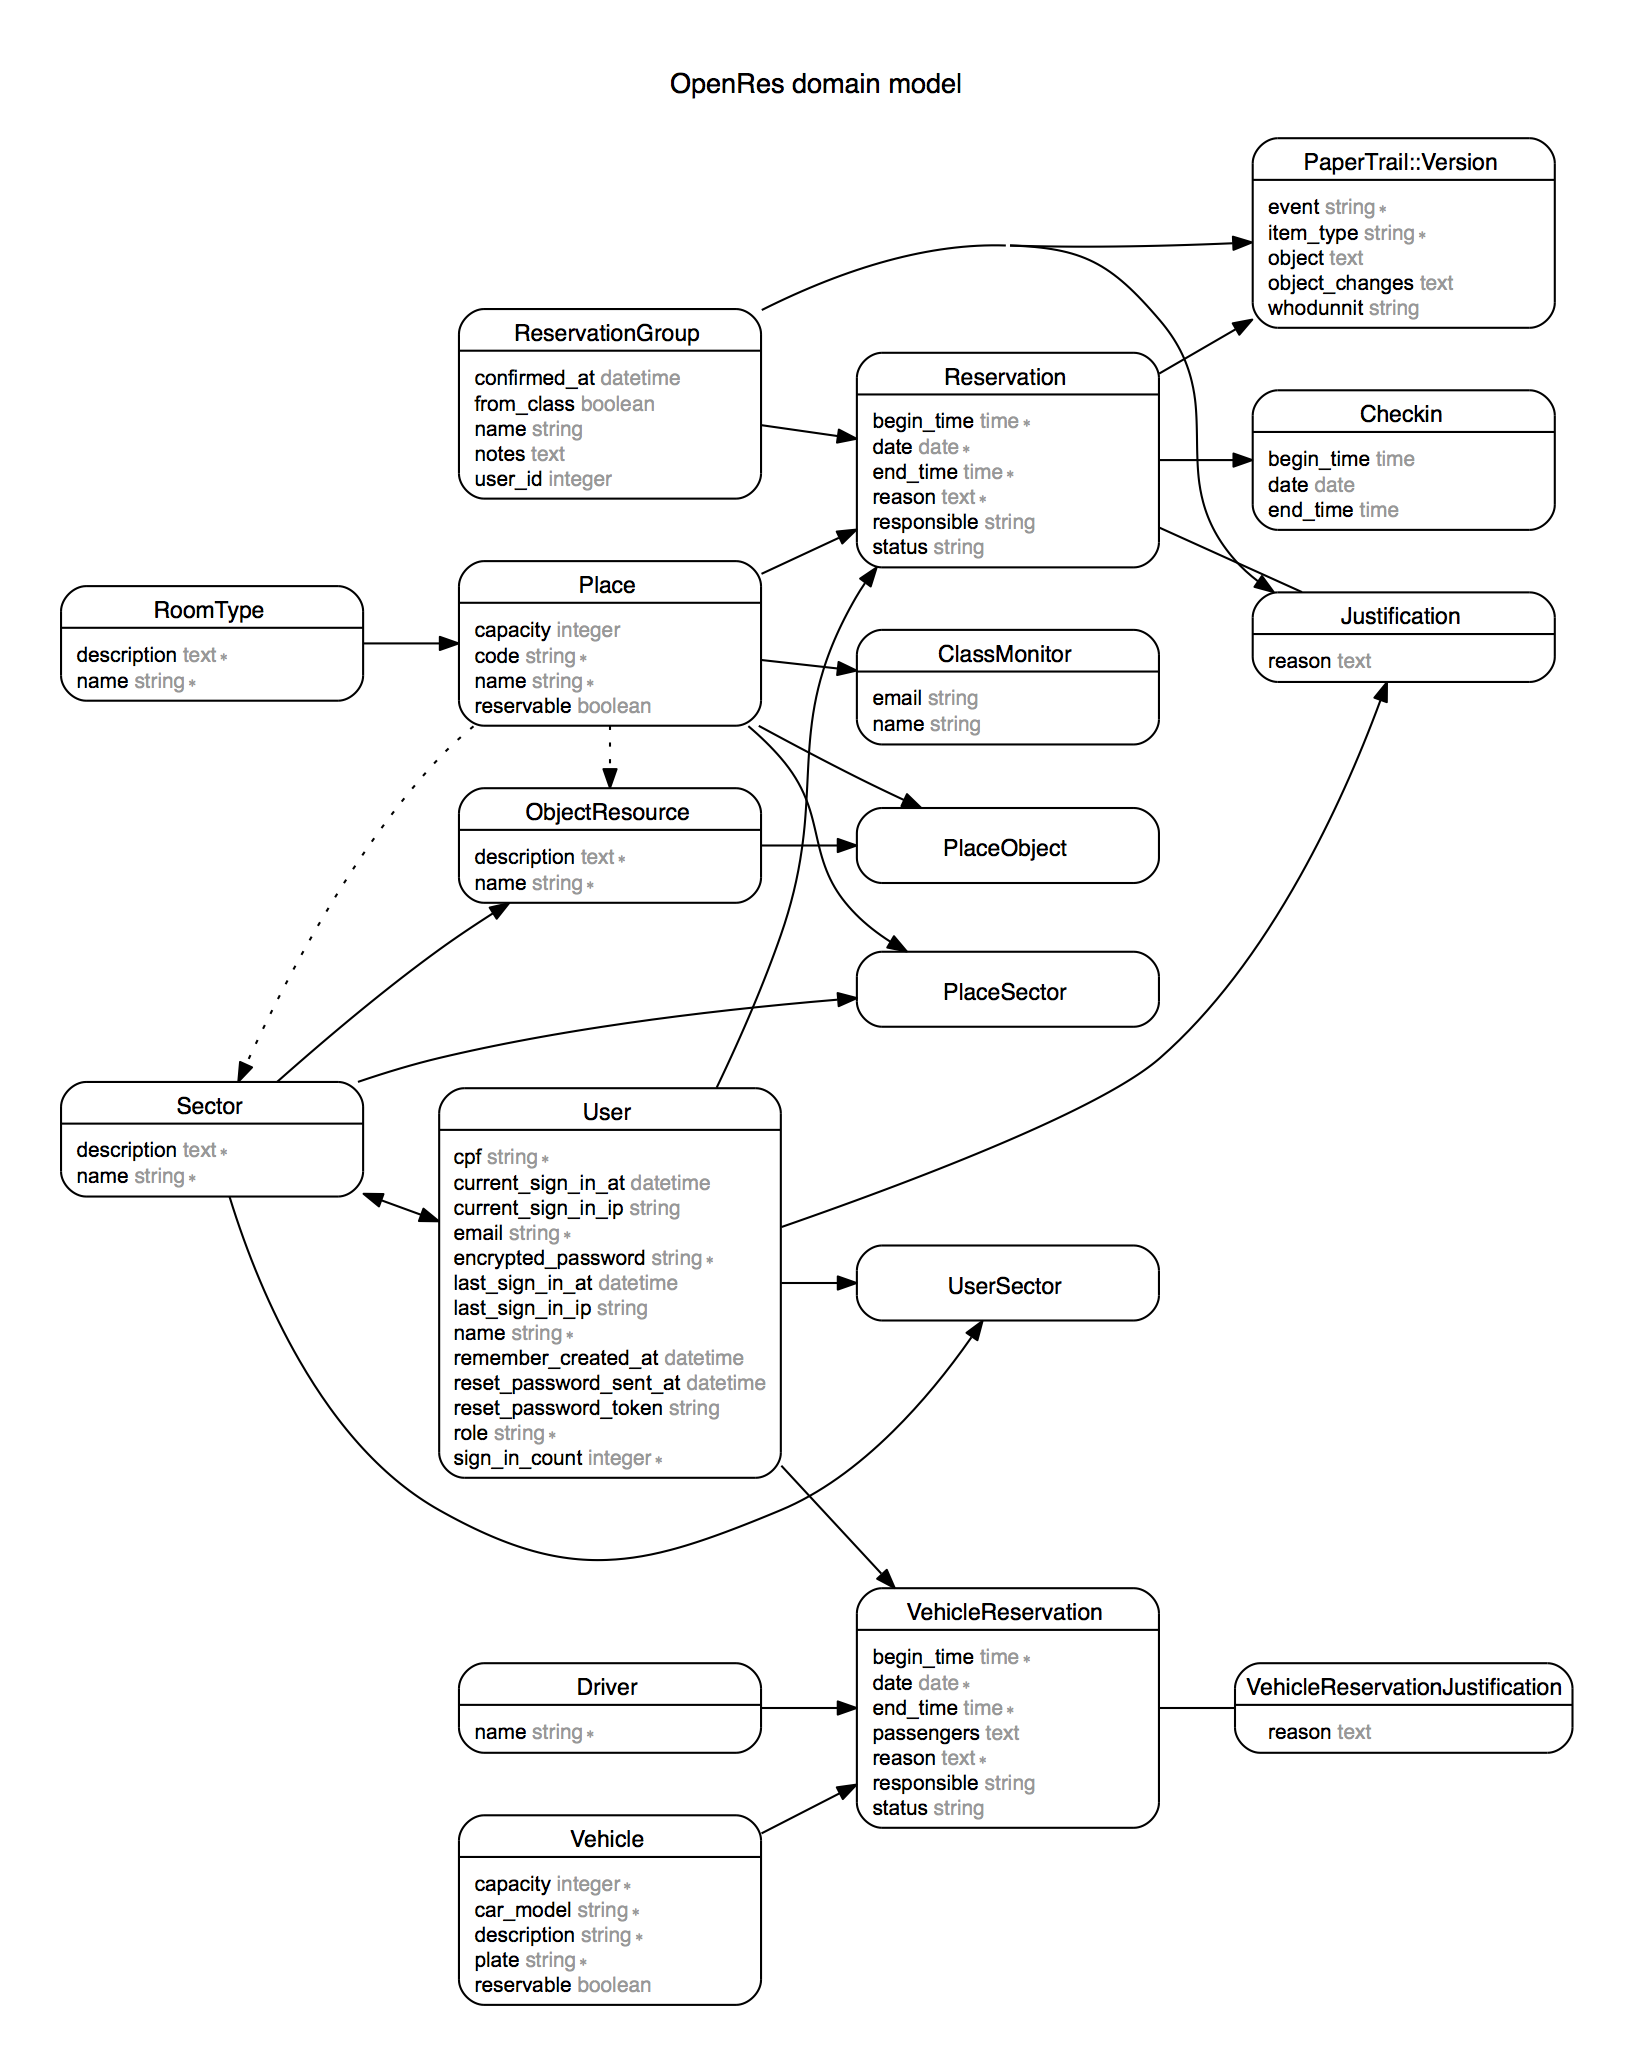 OpenRes domain model
PaperTrail::Version
event string *
item_type string *
object text
object_changes text
whodunnit string
ReservationGroup
confirmed_at datetime
from_class boolean
name string
notes text
user_id integer
Reservation
begin_time time *
date date *
end_time time *
reason text *
responsible string
status string
Checkin
begin_time time
date date
end_time time
RoomType
description text *
name string *
Place
capacity integer
code string *
name string *
reservable boolean
ClassMonitor
email string
name string
Justification
reason text
ObjectResource
description text *
name string *
PlaceObject
PlaceSector
Sector
description text *
name string *
User
cpf string *
current_sign_in_at datetime
current_sign_in_ip string
email string *
encrypted_password string *
last_sign_in_at datetime
last_sign_in_ip string
name string *
remember_created_at datetime
reset_password_sent_at datetime
reset_password_token string
role string *
sign_in_count integer *
UserSector
VehicleReservation
begin_time time *
date date *
end_time time *
passengers text
reason text *
responsible string
status string
Driver
name string *
VehicleReservationJustification
reason text
Vehicle
capacity integer *
car_model string *
description string *
plate string *
reservable boolean